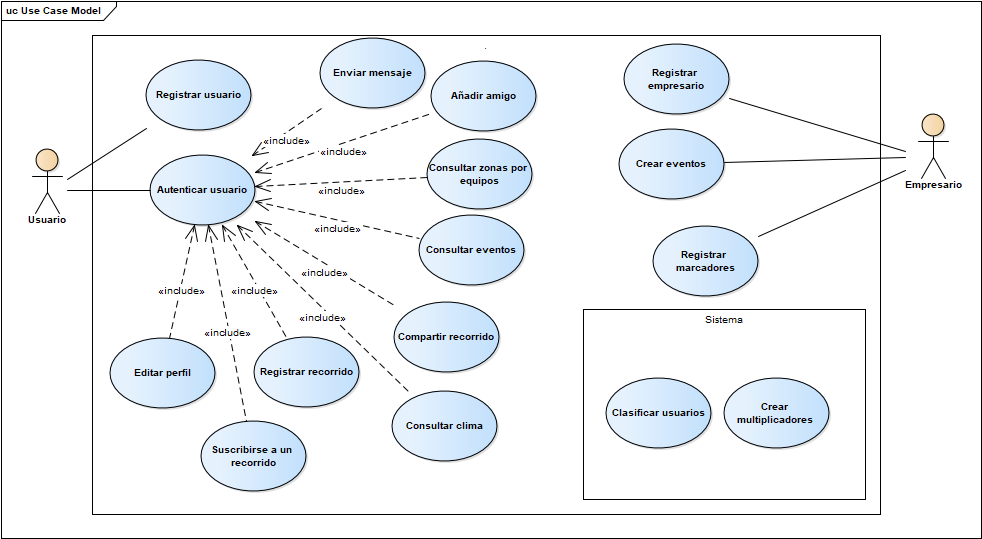 uc Use Case Model
Registrar usuario
Enviar mensaje
Añadir amigo
Registrar
empresario
«include»
«include»
Consultar zonas por
equipos
Crear eventos
Autenticar usuario
«include»
Usuario
Empresario
«include»
Consultar eventos
Registrar
marcadores
«include»
«include»
«include»
«include»
«include»
Sistema
Compartir recorrido
Editar perfil
Registrar recorrido
Consultar clima
Suscribirse a un
recorrido
Clasificar usuarios
Crear
multiplicadores